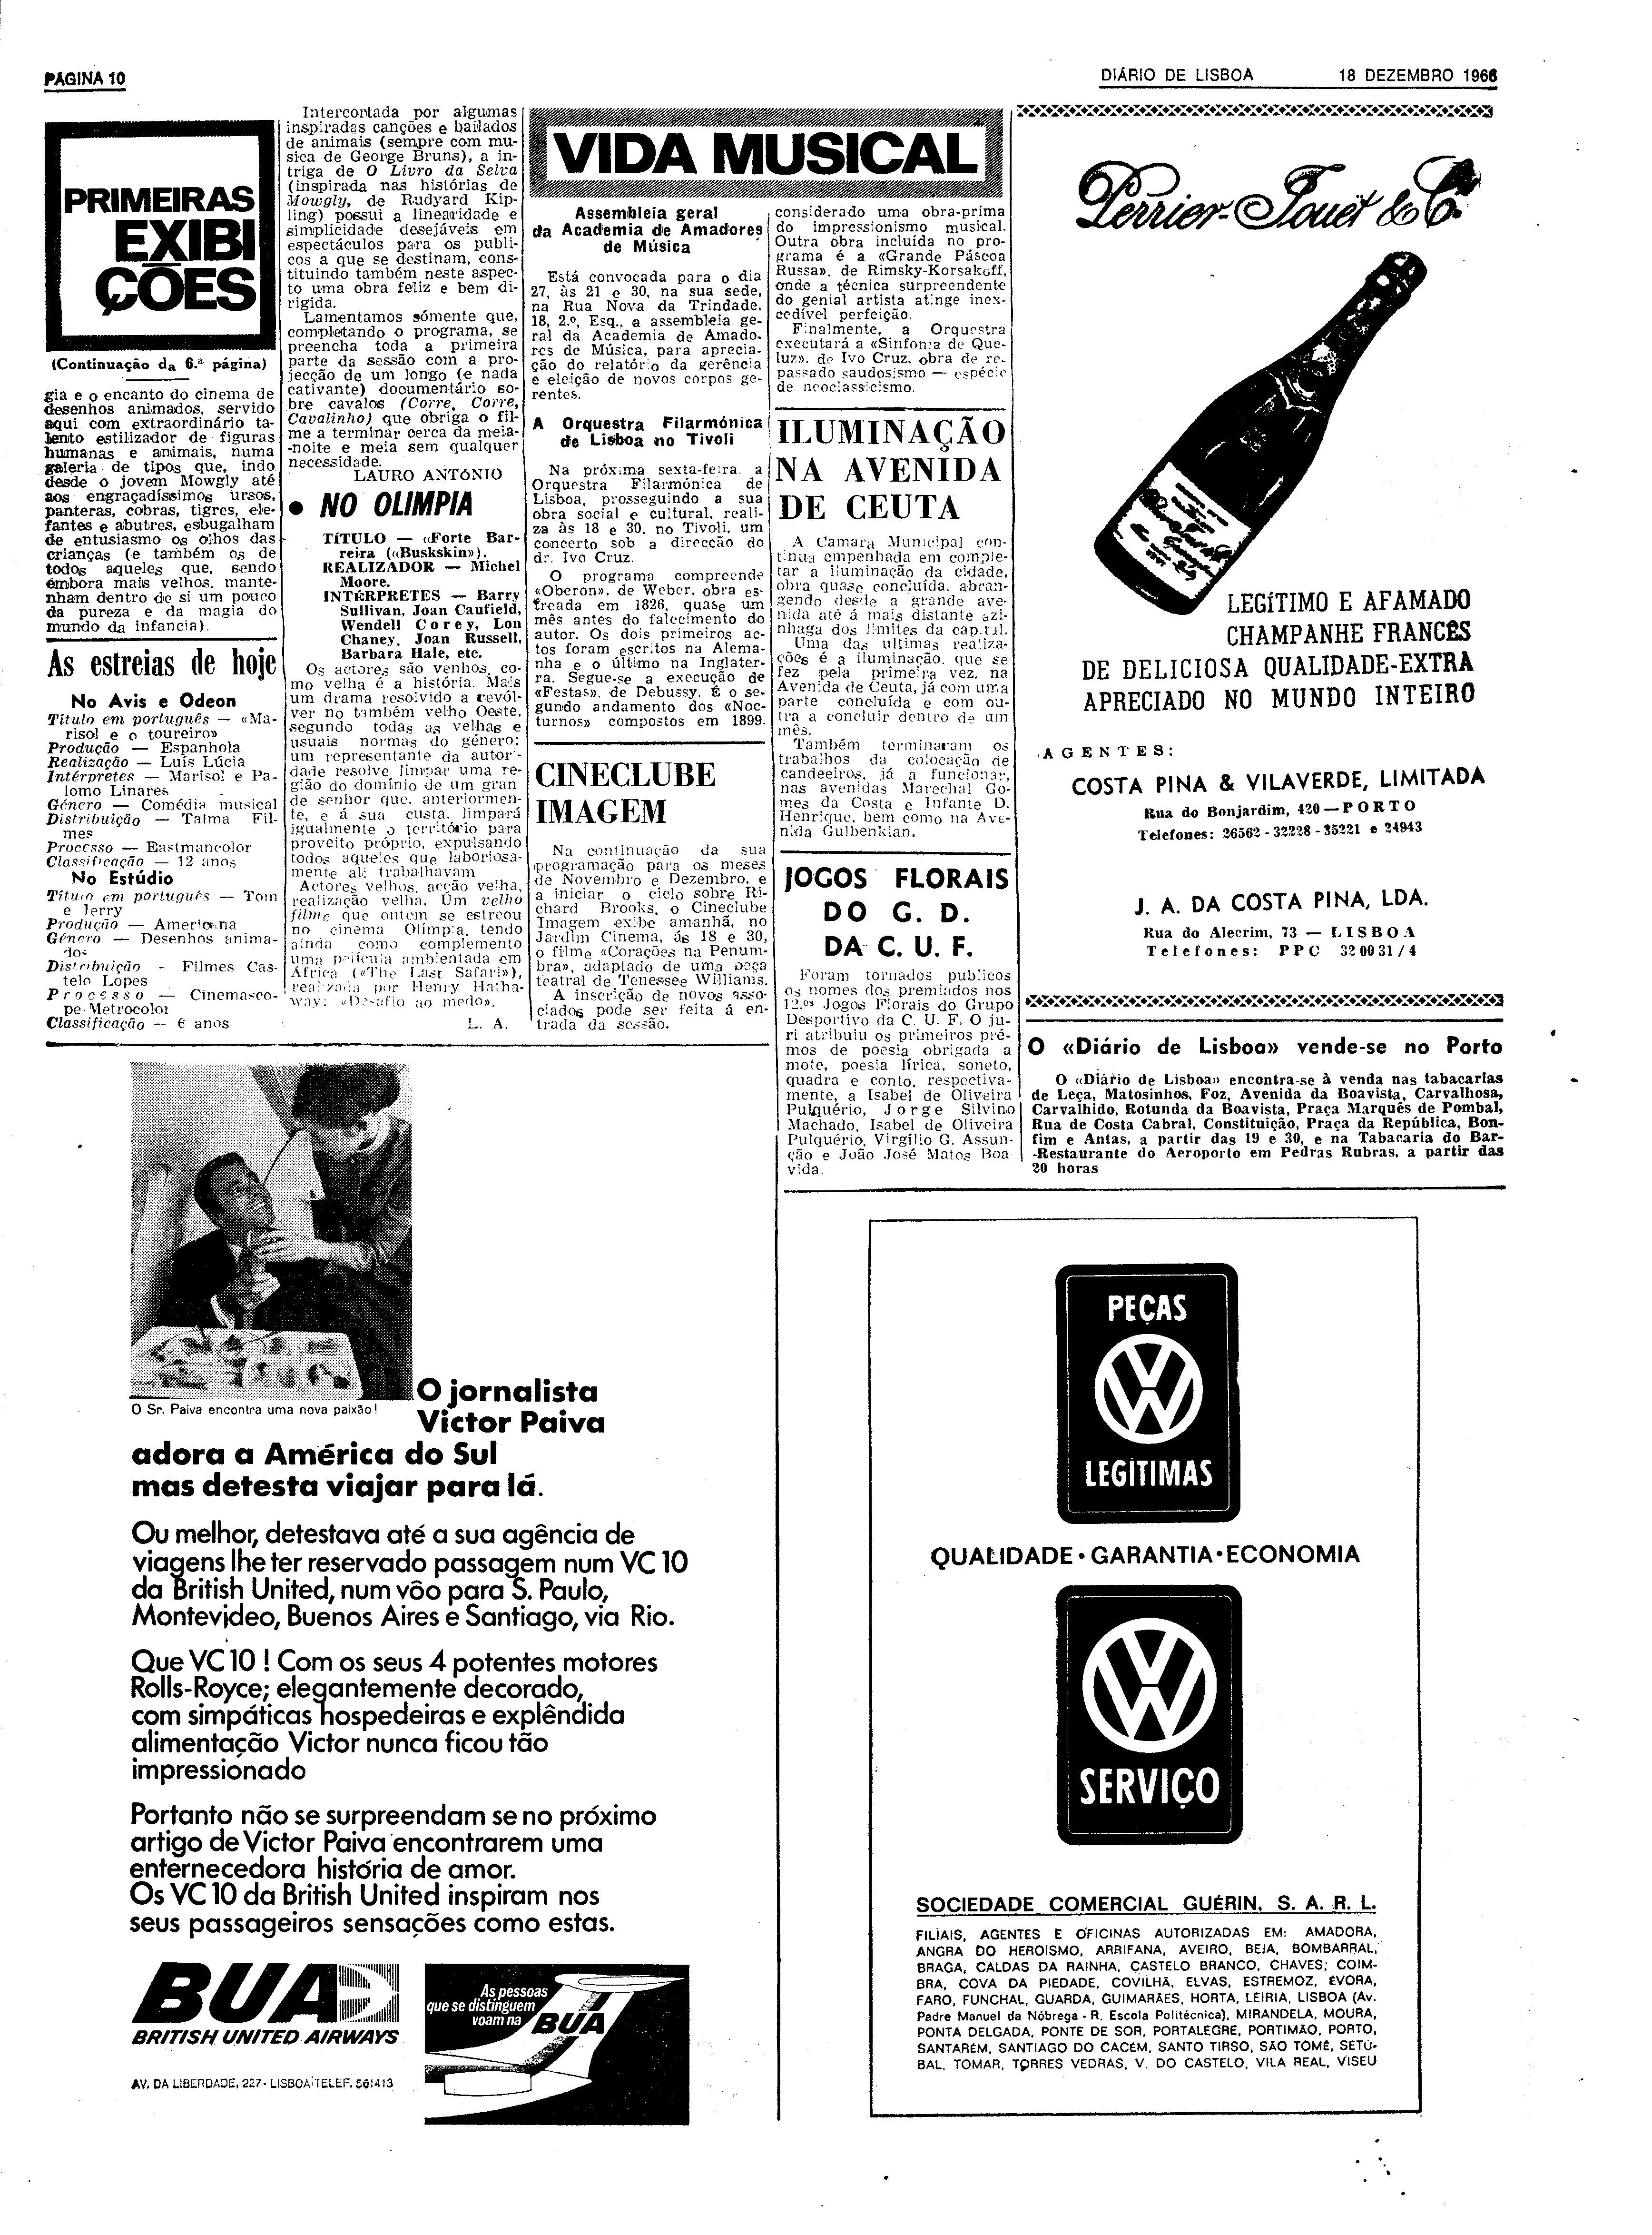 PÁGINA 10
DIÁRIO DE LISBOA
18 DEZEMBRO 1968
PRIMEIRAS
EXIBI
ÇÕES
(Continuação da 6.ª página)
gia e o encanto do cinema de
desenhos animados, servido
aqui com extraordinário ta-
lento estilizador de figuras
humanas e animais, numa
galeria de tipos que, indo
desde o jovem Mowgly até
aos engraçadíssimos ursos,
panteras, cobras, tigres, ele-
fantes e abutres, esbugalham
de entusiasmo os olhos das
crianças (e também os de
todos aqueles que, sendo
embora mais velhos, mante-
nham dentro de si um pouco
da pureza e da magia do
mundo da infancia).
As estreias de hoje
No Avis e Odeon
Título em português — «Ma-
risol e o toureiro»
Produção — Espanhola
Realização — Luís Lúcia
Intérpretes — Marisol e Pa-
lomo Linares
Género — Comédia musical
Distribuição — Talma Fil-
mes
Processo — Eastmancolor
Classificação — 12 anos
No Estúdio
Título em português — Tom
e Jerry
Produção — Americana
Género — Desenhos anima-
dos
Distribuição - Filmes Cas-
telo Lopes
Processo — Cinemasco-
pe Metrocolor
Classificação — 6 anos
Intercortada por algumas
inspiradas canções e bailados
de animais (sempre com mu-
sica de George Bruns), a in-
triga de O Livro da Selva
(inspirada nas histórias de
Mowgly, de Rudyard Kip-
ling) possui a linearidade e
simplicidade desejáveis em
espectáculos para os publi-
cos a que se destinam, cons-
tituindo também neste aspec-
to uma obra feliz e bem di-
rigida.
Lamentamos sómente que,
completando o programa, se
preencha toda a primeira
parte da sessão com a pro-
jecção de um longo (e nada
cativante) documentário so-
bre cavalos (Corre, Corre,
Cavalinho) que obriga o fil-
me a terminar cerca da meia-
-noite e meia sem qualquer
necessidade.
LAURO ANTÓNIO
● NO OLIMPIA
TÍTULO — «Forte Bar-
reira («Buskskin»).
REALIZADOR — Michel
Moore.
INTÉRPRETES — Barry
Sullivan, Joan Caufield,
Wendell Corey, Lon
Chaney, Joan Russell,
Barbara Hale, etc.
Os actores são venhos, co-
mo velha é a história. Mais
um drama resolvido a revól-
ver no também velho Oeste,
segundo todas as velhas e
usuais normas do género:
um representante da autori-
dade resolve limpar uma re-
gião do domínio de um gran
de senhor que, anteriormen-
te, e á sua custa, limpará
igualmente o território para
proveito próprio, expulsando
todos aqueles que laboriosa-
mente ali trabalhavam
Actores velhos, acção velha,
realização velha. Um velho
filme que ontem se estreou
no cinema Olímpia, tendo
ainda como complemento
uma película ambientada em
África («The Last Safari»),
realizada por Henry Hatha-
way: «Desafio ao medo».
L. A.
VIDA MUSICAL
Assembleia geral
da Academia de Amadores
de Música
Está convocada para o dia
27, às 21 e 30, na sua sede,
na Rua Nova da Trindade,
18, 2.º, Esq., a assembleia ge-
ral da Academia de Amado-
res de Música, para aprecia-
ção do relatório da gerência
e eleição de novos corpos ge-
rentes.
A Orquestra Filarmónica
de Lisboa no Tivoli
Na próxima sexta-feira, a
Orquestra Filarmónica de
Lisboa, prosseguindo a sua
obra social e cultural, reali-
za às 18 e 30, no Tivoli, um
concerto sob a direcção do
dr. Ivo Cruz.
O programa compreende
«Oberon», de Weber, obra es-
treada em 1826, quase um
mês antes do falecimento do
autor. Os dois primeiros ac-
tos foram escritos na Alema-
nha e o último na Inglater-
ra. Segue-se a execução de
«Festas», de Debussy. É o se-
gundo andamento dos «Noc-
turnos» compostos em 1899.
considerado uma obra-prima
do impressionismo musical.
Outra obra incluída no pro-
grama é a «Grande Páscoa
Russa», de Rimsky-Korsakoff,
onde a técnica surpreendente
do genial artista atinge inex-
cedível perfeição.
Finalmente, a Orquestra
executará a «Sinfonia de Que-
luz», de Ivo Cruz, obra de re-
passado saudosismo — espécie
de neoclassicismo.
CINECLUBE
IMAGEM
Na continuação da sua
programação para os meses
de Novembro e Dezembro, e
a iniciar o ciclo sobre Ri-
chard Brooks, o Cineclube
Imagem exibe amanhã, no
Jardim Cinema, ás 18 e 30,
o filme «Corações na Penum-
bra», adaptado de uma peça
teatral de Tenessee Williams.
A inscrição de novos asso-
ciados pode ser feita á en-
trada da sessão.
ILUMINAÇÃO
NA AVENIDA
DE CEUTA
A Camara Municipal con-
tinua empenhada em comple-
tar a iluminação da cidade,
obra quase concluída, abran-
gendo desde a grande ave-
nida até á mais distante azi-
nhaga dos limites da capital.
Uma das ultimas realiza-
ções é a iluminação, que se
fez pela primeira vez, na
Avenida de Ceuta, já com uma
parte concluída e com ou-
tra a concluir dentro de um
mês.
Também terminaram os
trabalhos da colocação de
candeeiros, já a funcionar,
nas avenidas Marechal Go-
mes da Costa e Infante D.
Henrique, bem como na Ave-
nida Gulbenkian.
JOGOS FLORAIS
DO G. D.
DA C. U. F.
Foram tornados publicos
os nomes dos premiados nos
12.os Jogos Florais do Grupo
Desportivo da C. U. F. O ju-
ri atribuiu os primeiros pré-
mos de poesia obrigada a
mote, poesia lírica, soneto,
quadra e conto, respectiva-
mente, a Isabel de Oliveira
Pulquério, Jorge Silvino
Machado, Isabel de Oliveira
Pulquério, Virgílio G. Assun-
ção e João José Matos Boa
vida.
Perrier-Jouët & Cº
LEGÍTIMO E AFAMADO
CHAMPANHE FRANCÊS
DE DELICIOSA QUALIDADE-EXTRA
APRECIADO NO MUNDO INTEIRO
AGENTES:
COSTA PINA & VILAVERDE, LIMITADA
Rua do Bonjardim, 420 — PORTO
Telefones: 26562 - 32228 - 35221 e 24943
J. A. DA COSTA PINA, LDA.
Rua do Alecrim, 73 — LISBOA
Telefones: PPC 320031/4
O «Diário de Lisboa» vende-se no Porto
O «Diário de Lisboa» encontra-se à venda nas tabacarias
de Leça, Matosinhos, Foz, Avenida da Boavista, Carvalhosa,
Carvalhido, Rotunda da Boavista, Praça Marquês de Pombal,
Rua de Costa Cabral, Constituição, Praça da República, Bon-
fim e Antas, a partir das 19 e 30, e na Tabacaria do Bar-
-Restaurante do Aeroporto em Pedras Rubras, a partir das
20 horas
O Sr. Paiva encontra uma nova paixão!
O jornalista
Victor Paiva
adora a América do Sul
mas detesta viajar para lá.
Ou melhor, detestava até a sua agência de
viagens lhe ter reservado passagem num VC 10
da British United, num vôo para S. Paulo,
Montevideo, Buenos Aires e Santiago, via Rio.
Que VC 10 ! Com os seus 4 potentes motores
Rolls-Royce; elegantemente decorado,
com simpáticas hospedeiras e explêndida
alimentação Victor nunca ficou tão
impressionado
Portanto não se surpreendam se no próximo
artigo de Victor Paiva encontrarem uma
enternecedora história de amor.
Os VC 10 da British United inspiram nos
seus passageiros sensações como estas.
BUA
BRITISH UNITED AIRWAYS
AV. DA LIBERDADE, 227 - LISBOA TELEF. 561413
As pessoas
que se distinguem
voam na BUA
PEÇAS
VW
LEGÍTIMAS
QUALIDADE • GARANTIA • ECONOMIA
VW
SERVIÇO
SOCIEDADE COMERCIAL GUÉRIN, S. A. R. L.
FILIAIS, AGENTES E OFICINAS AUTORIZADAS EM: AMADORA,
ANGRA DO HEROÍSMO, ARRIFANA, AVEIRO, BEJA, BOMBARRAL,
BRAGA, CALDAS DA RAINHA, CASTELO BRANCO, CHAVES; COIM-
BRA, COVA DA PIEDADE, COVILHÃ, ELVAS, ESTREMOZ, ÉVORA,
FARO, FUNCHAL, GUARDA, GUIMARÃES, HORTA, LEIRIA, LISBOA (Av.
Padre Manuel da Nóbrega - R. Escola Politécnica), MIRANDELA, MOURA,
PONTA DELGADA, PONTE DE SOR, PORTALEGRE, PORTIMÃO, PORTO,
SANTARÉM, SANTIAGO DO CACÉM, SANTO TIRSO, SÃO TOMÉ, SETÚ-
BAL, TOMAR, TORRES VEDRAS, V. DO CASTELO, VILA REAL, VISEU